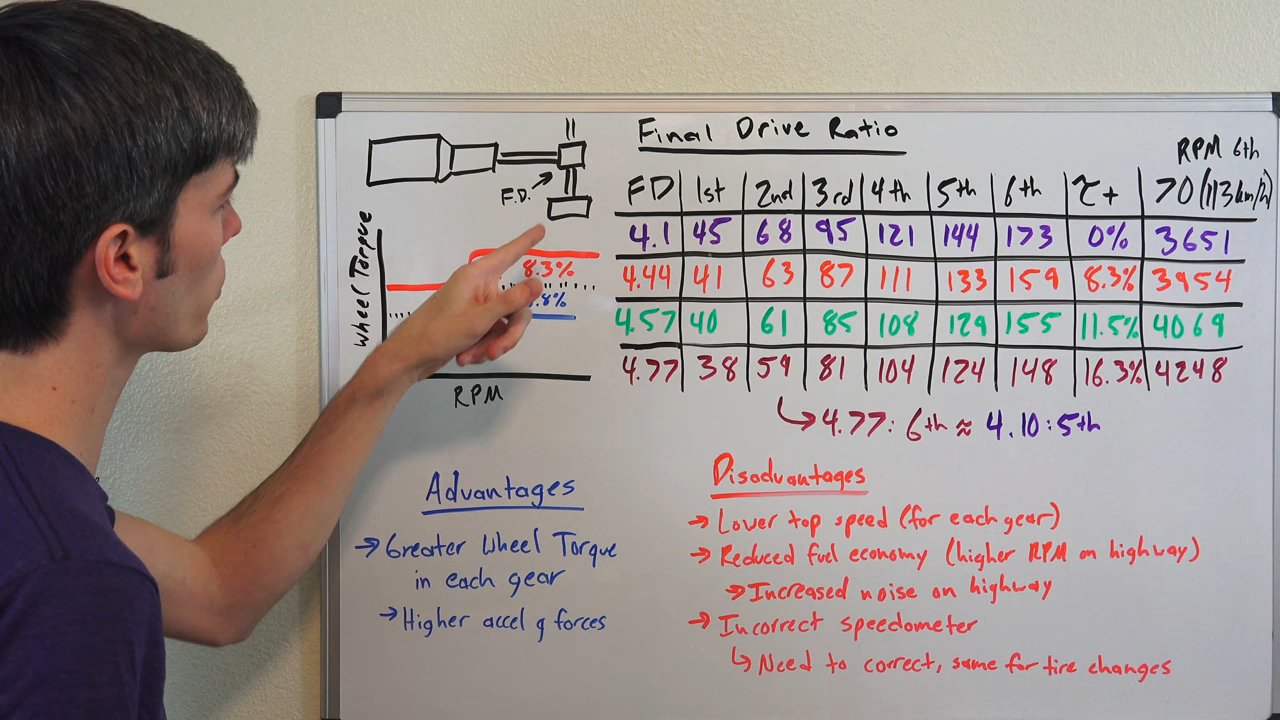 Final Drive Ratio
RPM 6th
F.D.
FD 1st 2nd 3rd 4th 5th 6th τ+ 70 (113km/h)
4.1 45 68 95 121 144 173 0% 3651
4.44 41 63 87 111 133 159 8.3% 3954
4.57 40 61 85 108 129 155 11.5% 4069
4.77 38 59 81 104 124 148 16.3% 4248
4.77: 6th ≈ 4.10:5th
Wheel Torque
8.3%
RPM
Advantages
→ Greater Wheel Torque
in each gear
→ Higher accel g forces
Disadvantages
→ Lower top speed (for each gear)
→ Reduced fuel economy (higher RPM on highway)
→ Increased noise on highway
→ Incorrect speedometer
↳ Need to correct, same for tire changes